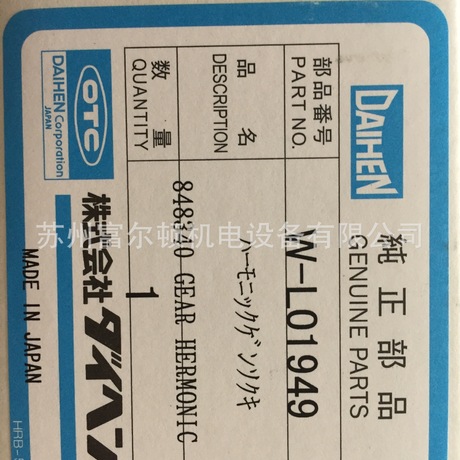 DAIHEN
純正部品
GENUINE PARTS
部品番号
PART NO.
W-L01949
品名
DESCRIPTION
ハーモニックゲンソクキ
848340 GEAR HERMONIC
数量
QUANTITY
1
OTC
DAIHEN Corporation
JAPAN
株式会社ダイヘン
MADE IN JAPAN
苏州富尔顿机电设备有限公司